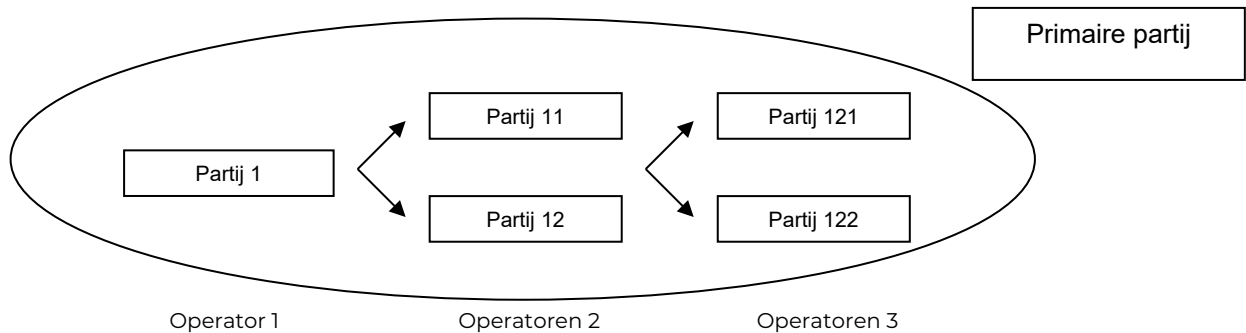 Primaire partij
Partij 11
Partij 121
Partij 1
Partij 12
Partij 122
Operator 1
Operatoren 2
Operatoren 3